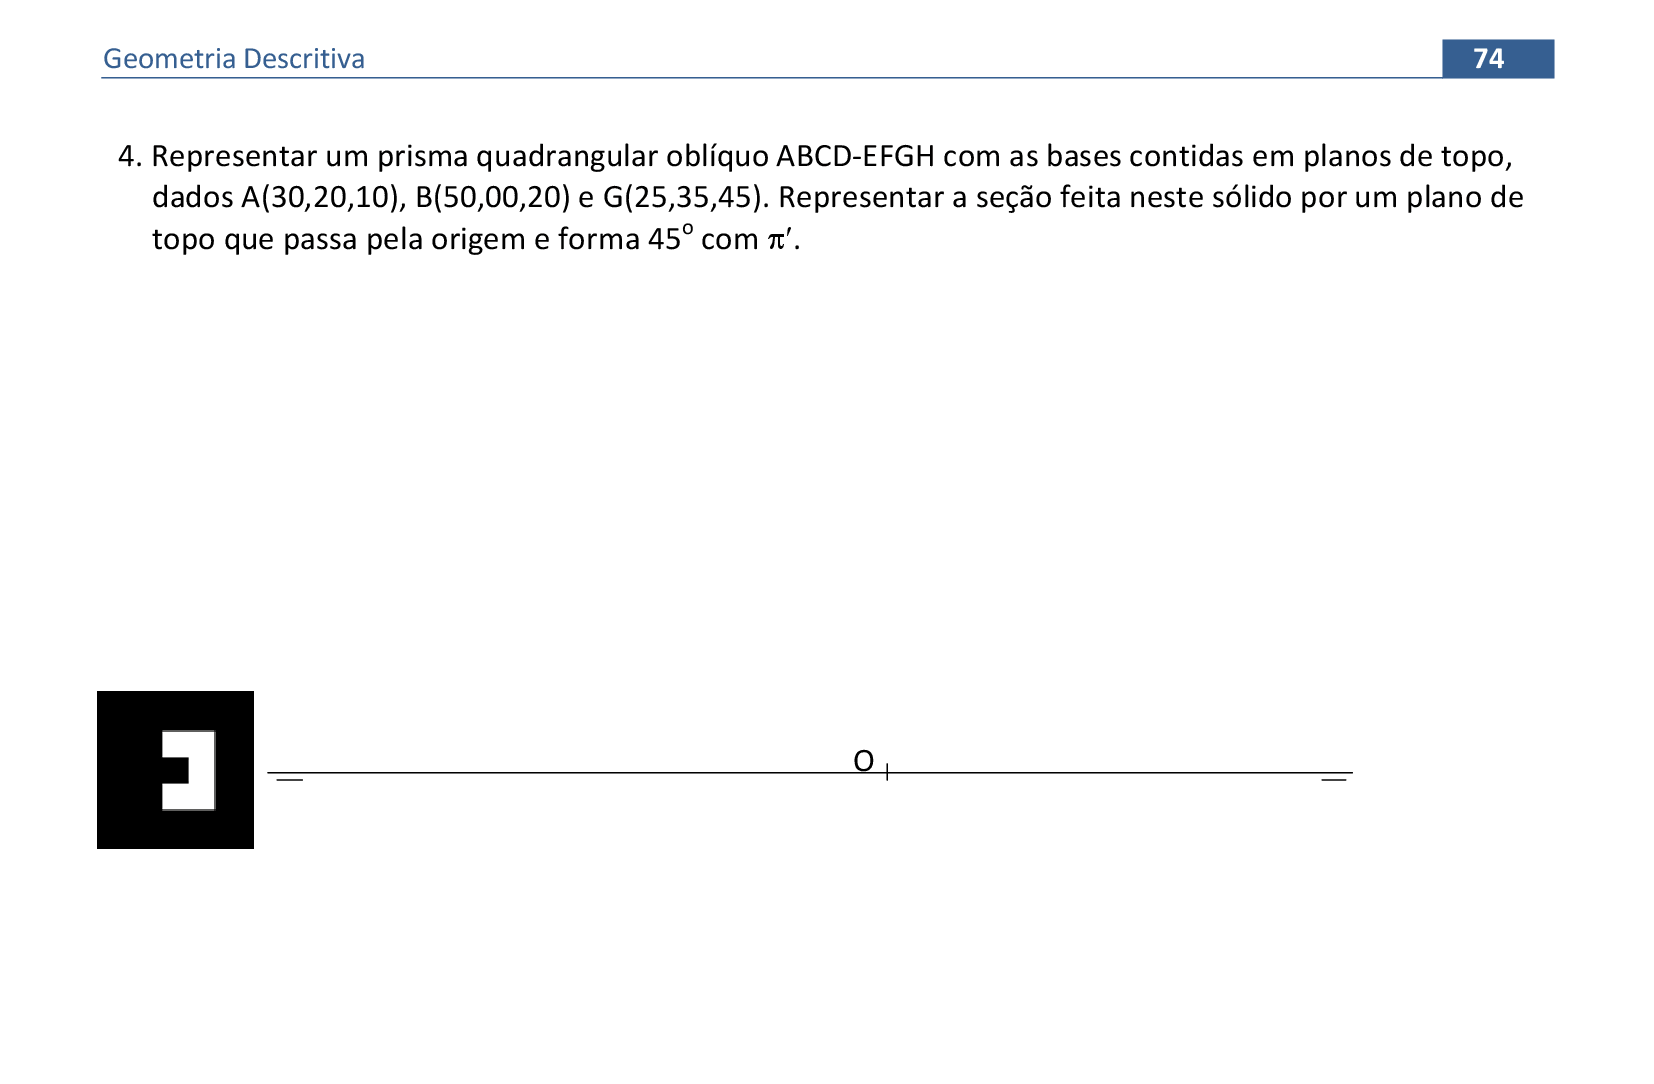 Geometria Descritiva 74
4. Representar um prisma quadrangular oblíquo ABCD-EFGH com as bases contidas em planos de topo,
dados A(30,20,10), B(50,00,20) e G(25,35,45). Representar a seção feita neste sólido por um plano de
topo que passa pela origem e forma 45º com π′.
O